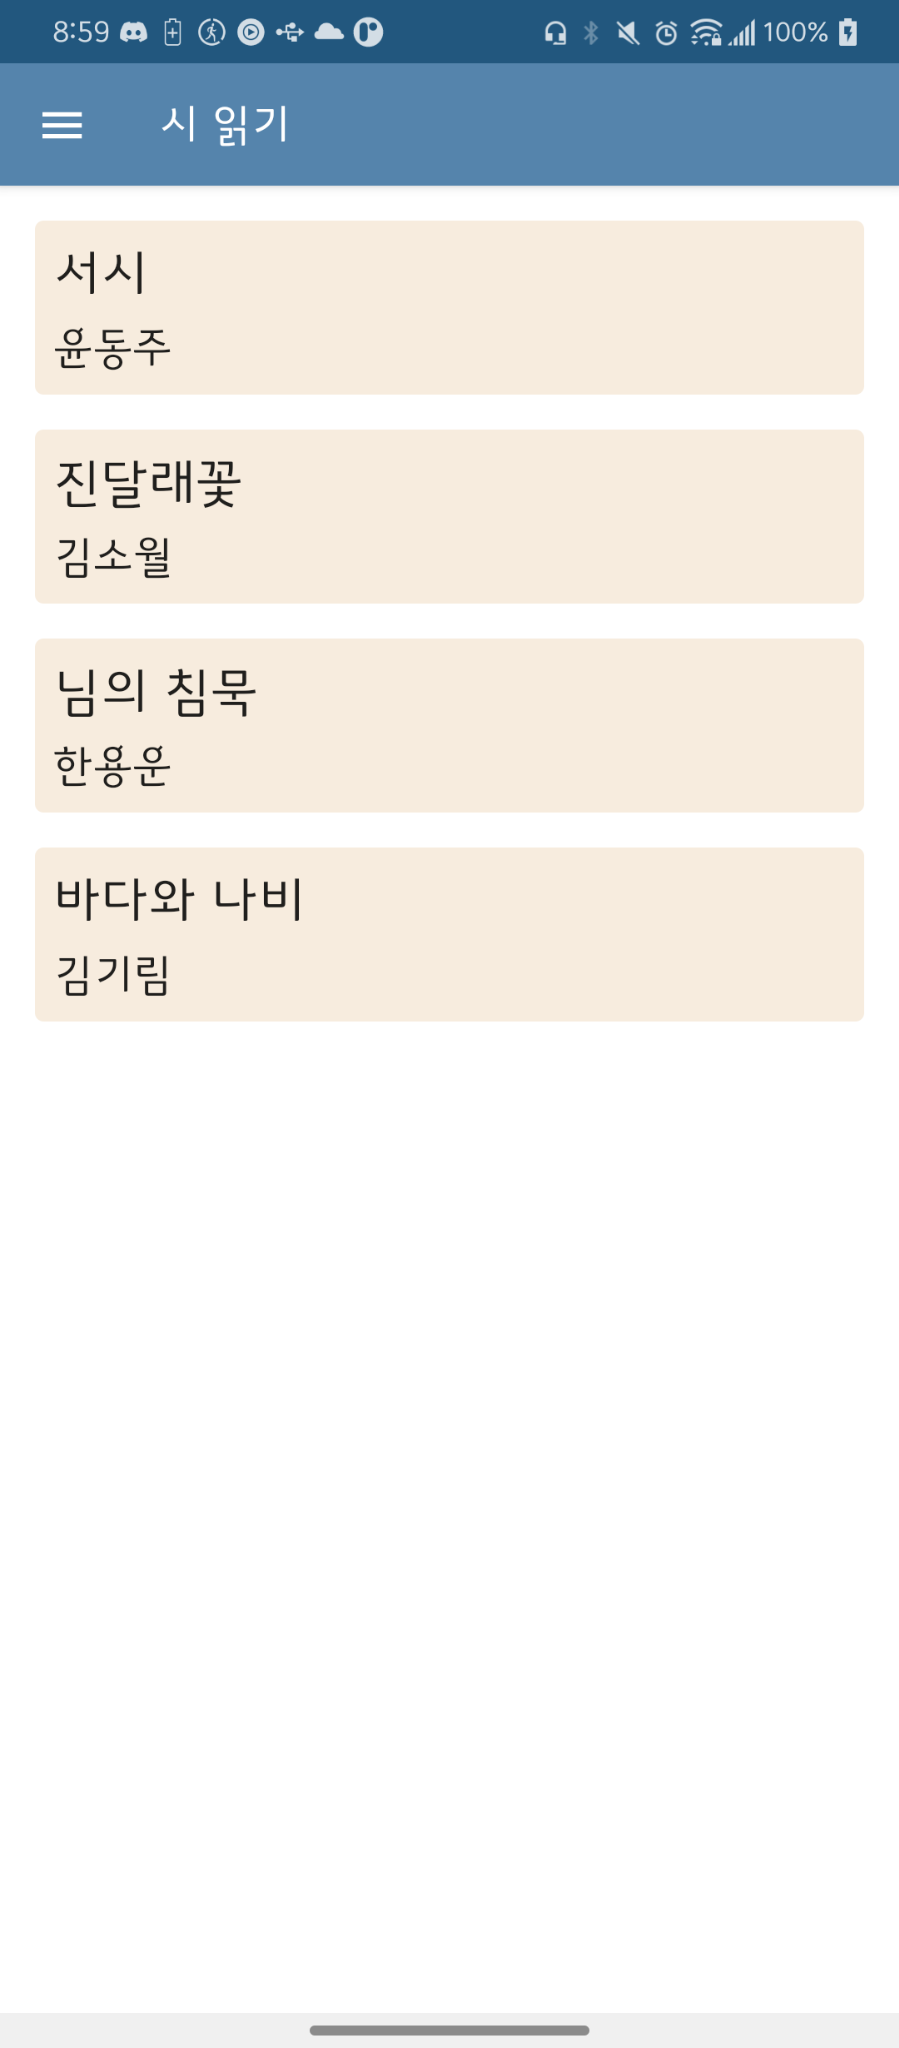 8:59 100%
시 읽기
서시
윤동주
진달래꽃
김소월
님의 침묵
한용운
바다와 나비
김기림